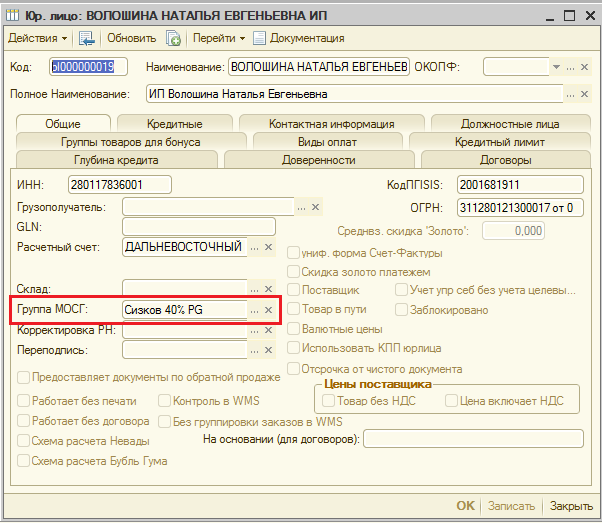 Юр. лицо: ВОЛОШИНА НАТАЛЬЯ ЕВГЕНЬЕВНА ИП
Действия Обновить Перейти Документация
Код: Ы000000019 Наименование: ВОЛОШИНА НАТАЛЬЯ ЕВГЕНЬЕВ ОКОПФ:
Полное Наименование: ИП Волошина Наталья Евгеньевна
Общие Кредитные Контактная информация Должностные лица
Группы товаров для бонуса Виды оплат Кредитный лимит
Глубина кредита Доверенности Договоры
ИНН: 280117836001 КодПГISIS: 2001681911
Грузополучатель: ОГРН: 311280121300017 от 0
GLN: Среднвз. скидка 'Золото': 0,000
Расчетный счет: ДАЛЬНЕВОСТОЧНЫЙ униф. форма Счет-Фактуры
Скидка золото платежем
Склад: Поставщик Учет упр себ без учета целевы...
Группа МОСГ: Сизков 40% PG Товар в пути Заблокировано
Корректировка РН: Валютные цены
Переподпись: Использовать КПП юрлица
Отсрочка от чистого документа
Предоставляет документы по обратной продаже Цены поставщика
Работает без печати Контроль в WMS Товар без НДС Цена включает НДС
Работает без договора Без группировки заказов в WMS
Схема расчета Невады На основании (для договоров):
Схема расчета Бубль Гума
OK Записать Закрыть